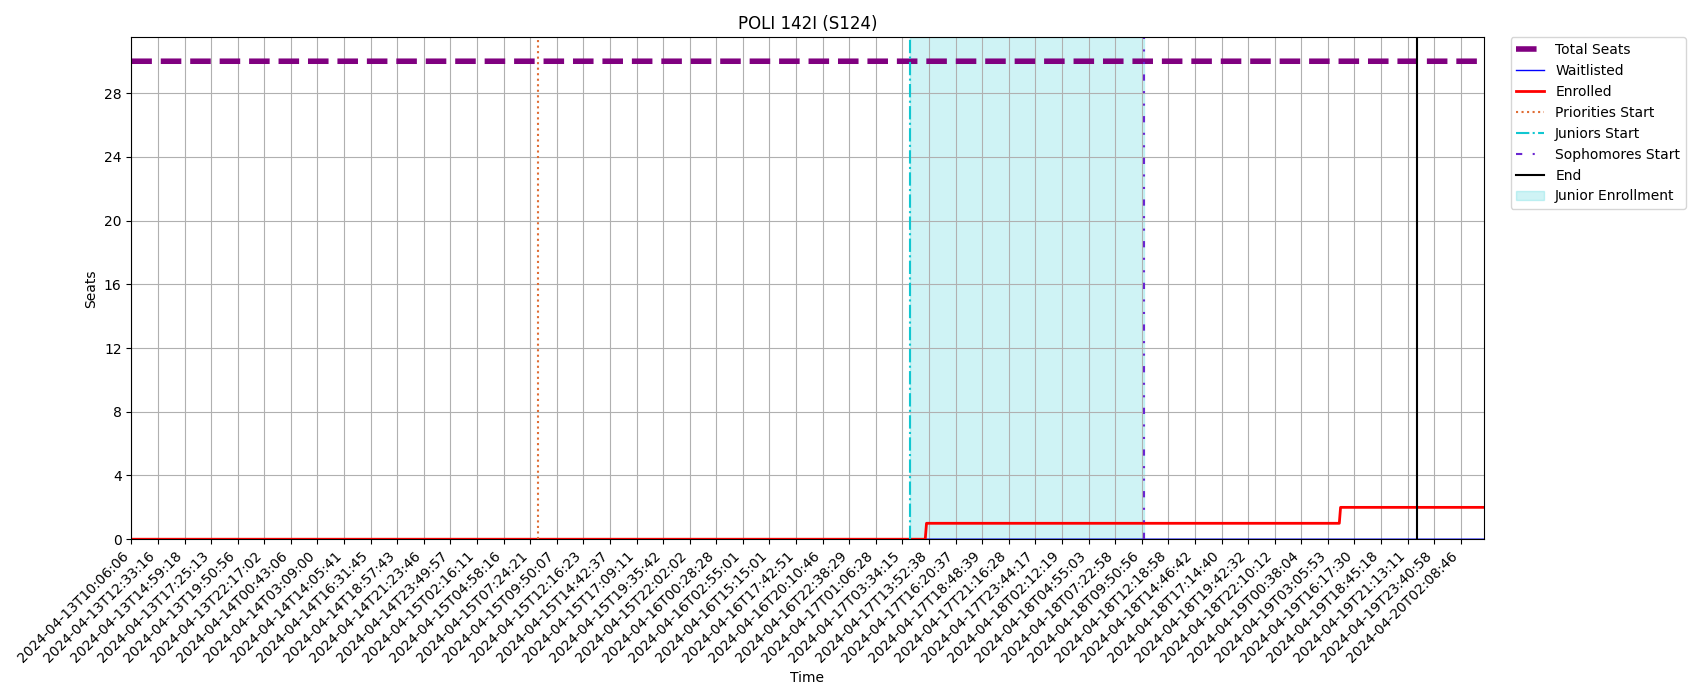 POLI 142I (S124)
Total Seats
Waitlisted
Enrolled
Priorities Start
Juniors Start
Sophomores Start
End
Junior Enrollment
Seats
28
24
20
16
12
8
4
0
2024-04-13T10:06:06
2024-04-13T12:33:16
2024-04-13T14:59:18
2024-04-13T17:25:13
2024-04-13T19:50:56
2024-04-13T22:17:02
2024-04-14T00:43:06
2024-04-14T03:09:00
2024-04-14T14:05:41
2024-04-14T16:31:45
2024-04-14T18:57:43
2024-04-14T21:23:46
2024-04-14T23:49:57
2024-04-15T02:16:11
2024-04-15T04:58:16
2024-04-15T07:24:21
2024-04-15T09:50:07
2024-04-15T12:16:23
2024-04-15T14:42:37
2024-04-15T17:09:11
2024-04-15T19:35:42
2024-04-15T22:02:02
2024-04-16T00:28:28
2024-04-16T02:55:01
2024-04-16T15:15:01
2024-04-16T17:42:51
2024-04-16T20:10:46
2024-04-16T22:38:29
2024-04-17T01:06:28
2024-04-17T03:34:15
2024-04-17T13:52:38
2024-04-17T16:20:37
2024-04-17T18:48:39
2024-04-17T21:16:28
2024-04-17T23:44:17
2024-04-18T02:12:19
2024-04-18T04:55:03
2024-04-18T07:22:58
2024-04-18T09:50:56
2024-04-18T12:18:58
2024-04-18T14:46:42
2024-04-18T17:14:40
2024-04-18T19:42:32
2024-04-18T22:10:12
2024-04-19T00:38:04
2024-04-19T03:05:53
2024-04-19T16:17:30
2024-04-19T18:45:18
2024-04-19T21:13:11
2024-04-19T23:40:58
2024-04-20T02:08:46
Time